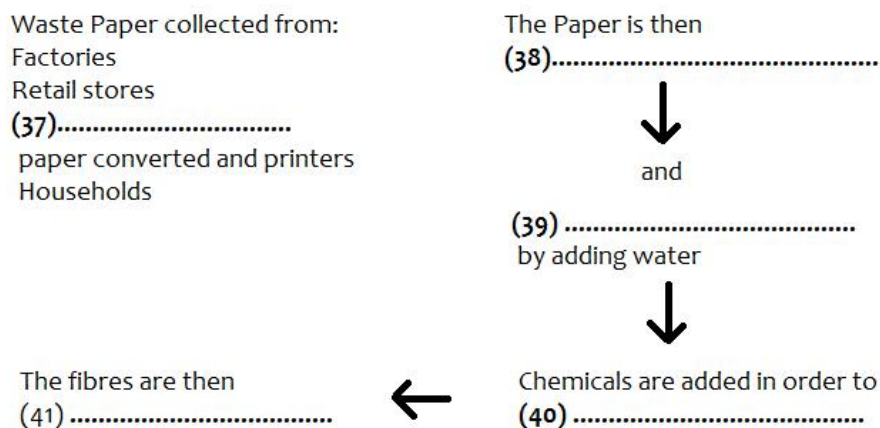 Waste Paper collected from:
Factories
Retail stores
(37).................................
paper converted and printers
Households
The Paper is then
(38)..............................................
and
(39) .........................................
by adding water
Chemicals are added in order to
(40) .........................................
The fibres are then
(41) .....................................